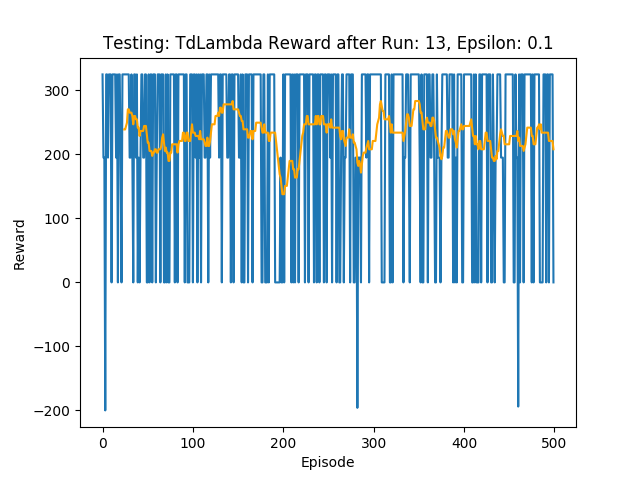 Testing: TdLambda Reward after Run: 13, Epsilon: 0.1
Reward
300
200
100
0
−100
−200
0 100 200 300 400 500
Episode